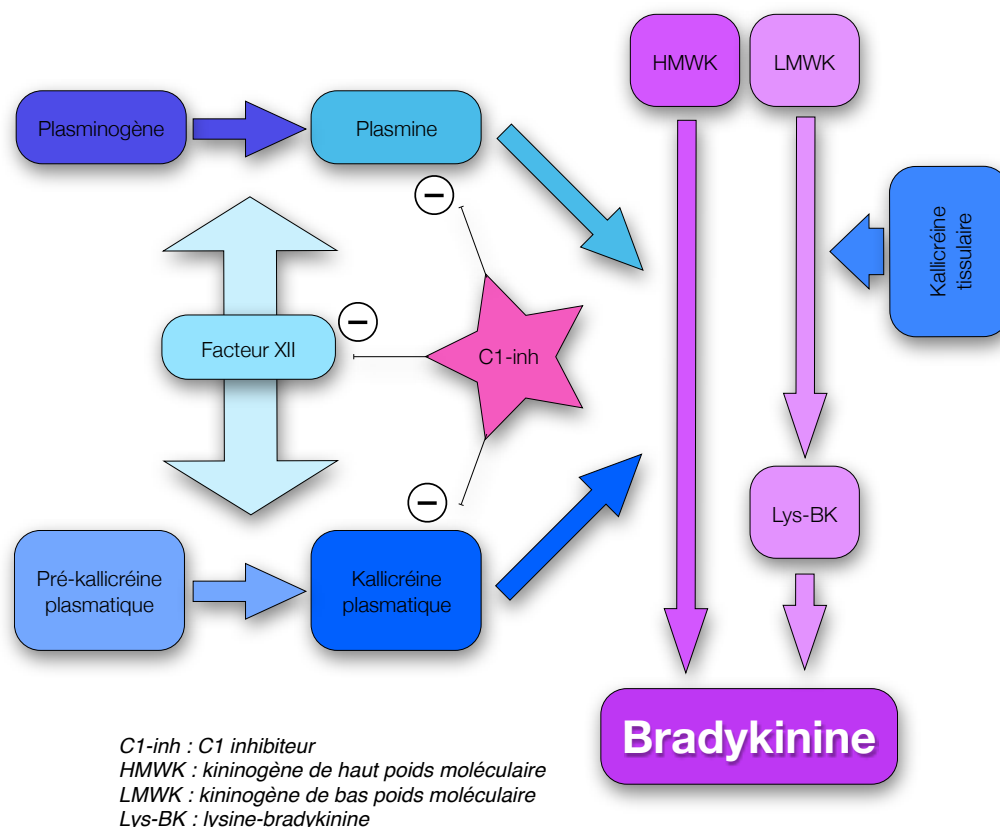 HMWK
LMWK
Plasminogène
Plasmine
Kallicréine
tissulaire
Facteur XII
C1-inh
Lys-BK
Pré-kallicréine
plasmatique
Kallicréine
plasmatique
Bradykinine
C1-inh : C1 inhibiteur
HMWK : kininogène de haut poids moléculaire
LMWK : kininogène de bas poids moléculaire
Lys-BK : lysine-bradykinine